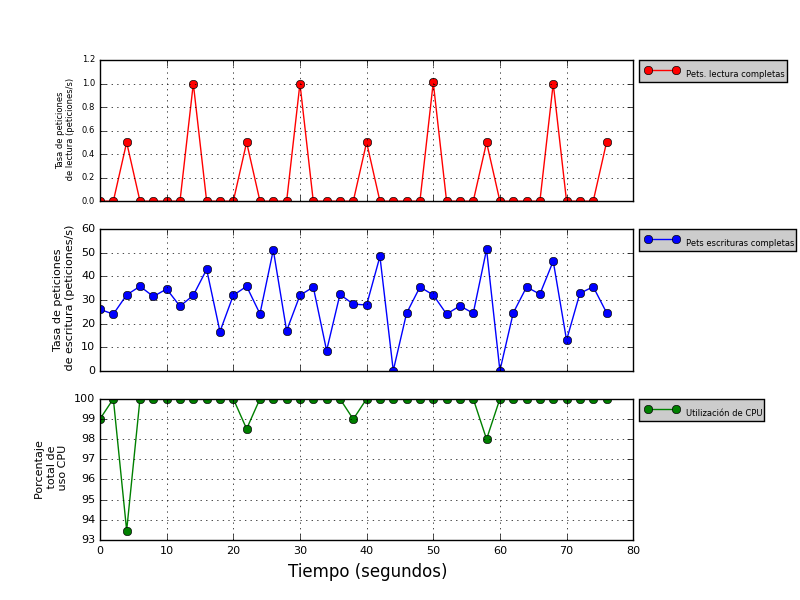 1.2
1.0
0.8
0.6
0.4
0.2
0.0
Tasa de peticiones
de lectura (peticiones/s)
Pets. lectura completas
60
50
40
30
20
10
0
Tasa de peticiones
de escritura (peticiones/s)
Pets escrituras completas
100
99
98
97
96
95
94
93
Porcentaje
total de
uso CPU
Utilización de CPU
0 10 20 30 40 50 60 70 80
Tiempo (segundos)